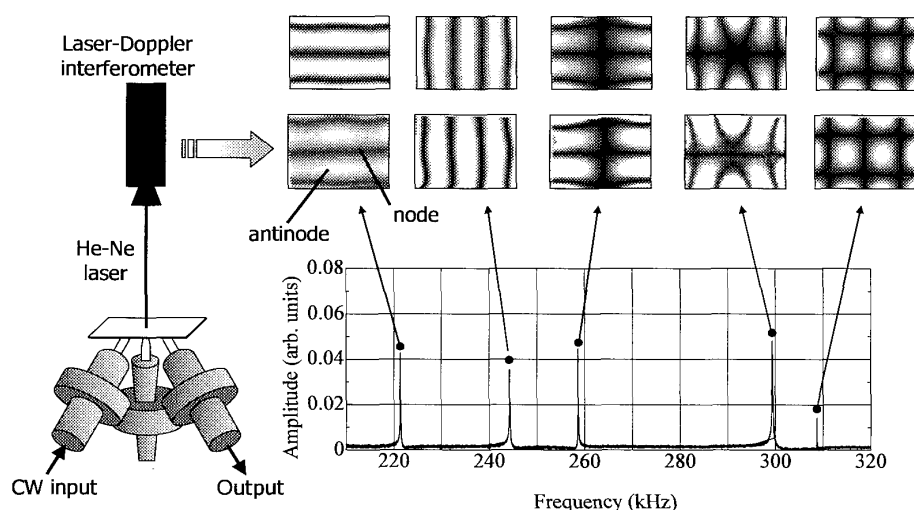 Laser-Doppler
interferometer
node
antinode
He-Ne
laser
CW input
Output
Amplitude (arb. units)
0.08
0.06
0.04
0.02
0
220
240
260
280
300
320
Frequency (kHz)